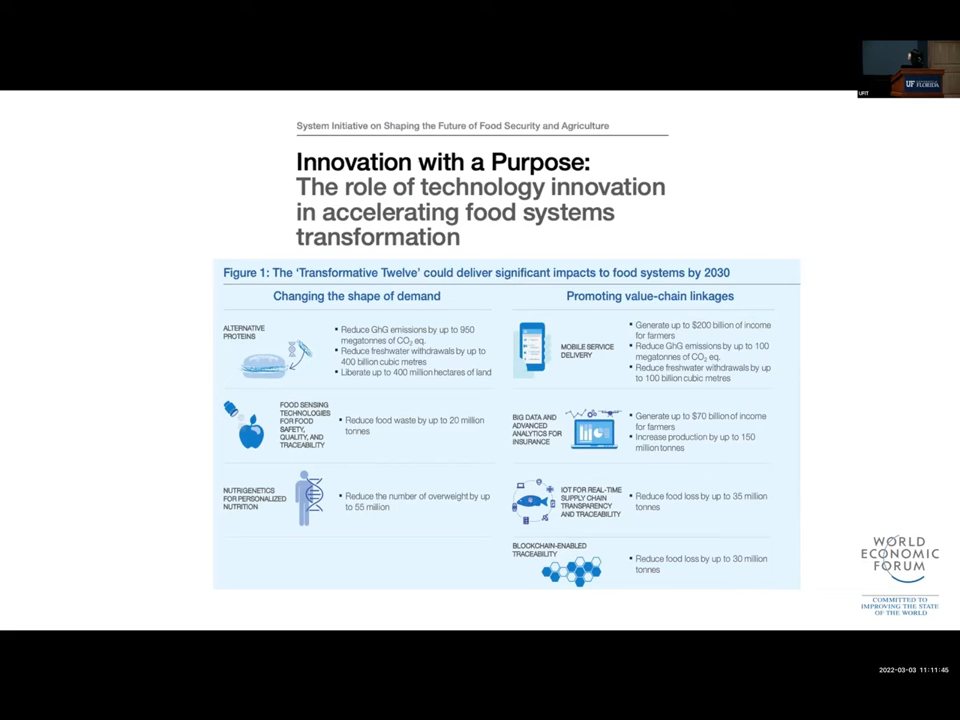 UF UNIVERSITY of FLORIDA
UFIT
System Initiative on Shaping the Future of Food Security and Agriculture
Innovation with a Purpose:
The role of technology innovation
in accelerating food systems
transformation
Figure 1: The 'Transformative Twelve' could deliver significant impacts to food systems by 2030
Changing the shape of demand
ALTERNATIVE
PROTEINS
• Reduce GhG emissions by up to 950
megatonnes of CO₂ eq.
• Reduce freshwater withdrawals by up to
400 billion cubic metres
• Liberate up to 400 million hectares of land
FOOD SENSING
TECHNOLOGIES
FOR FOOD
SAFETY,
QUALITY, AND
TRACEABILITY
• Reduce food waste by up to 20 million
tonnes
NUTRIGENETICS
FOR PERSONALIZED
NUTRITION
• Reduce the number of overweight by up
to 55 million
Promoting value-chain linkages
MOBILE SERVICE
DELIVERY
• Generate up to $200 billion of income
for farmers
• Reduce GhG emissions by up to 100
megatonnes of CO₂ eq.
• Reduce freshwater withdrawals by up
to 100 billion cubic metres
BIG DATA AND
ADVANCED
ANALYTICS FOR
INSURANCE
• Generate up to $70 billion of income
for farmers
• Increase production by up to 150
million tonnes
IOT FOR REAL-TIME
SUPPLY CHAIN
TRANSPARENCY
AND TRACEABILITY
• Reduce food loss by up to 35 million
tonnes
BLOCKCHAIN-ENABLED
TRACEABILITY
• Reduce food loss by up to 30 million
tonnes
WORLD
ECONOMIC
FORUM
COMMITTED TO
IMPROVING THE STATE
OF THE WORLD
2022-03-03 11:11:45